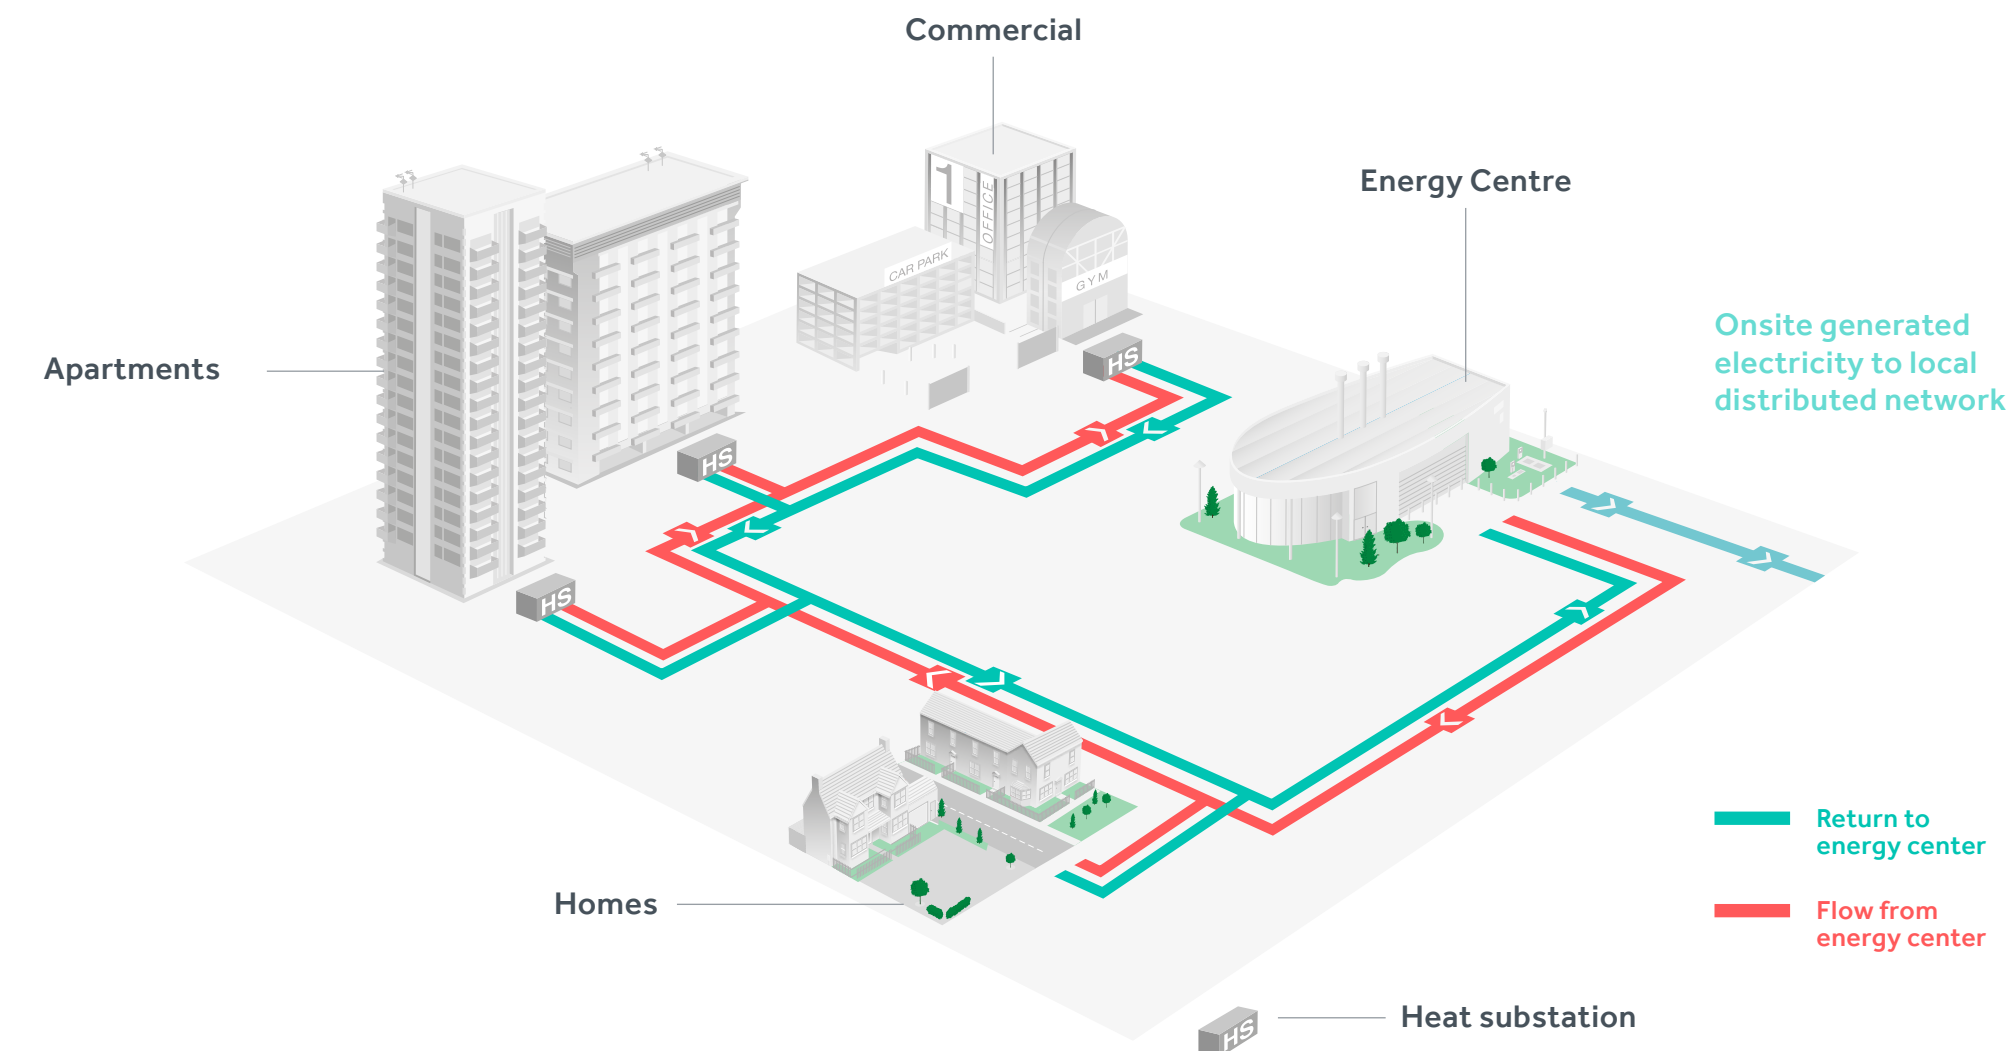 Commercial
Energy Centre
1
OFFICE
CAR PARK
GYM
Onsite generated
electricity to local
distributed network
HS
Apartments
HS
HS
Return to
energy center
Homes
Flow from
energy center
HS
Heat substation